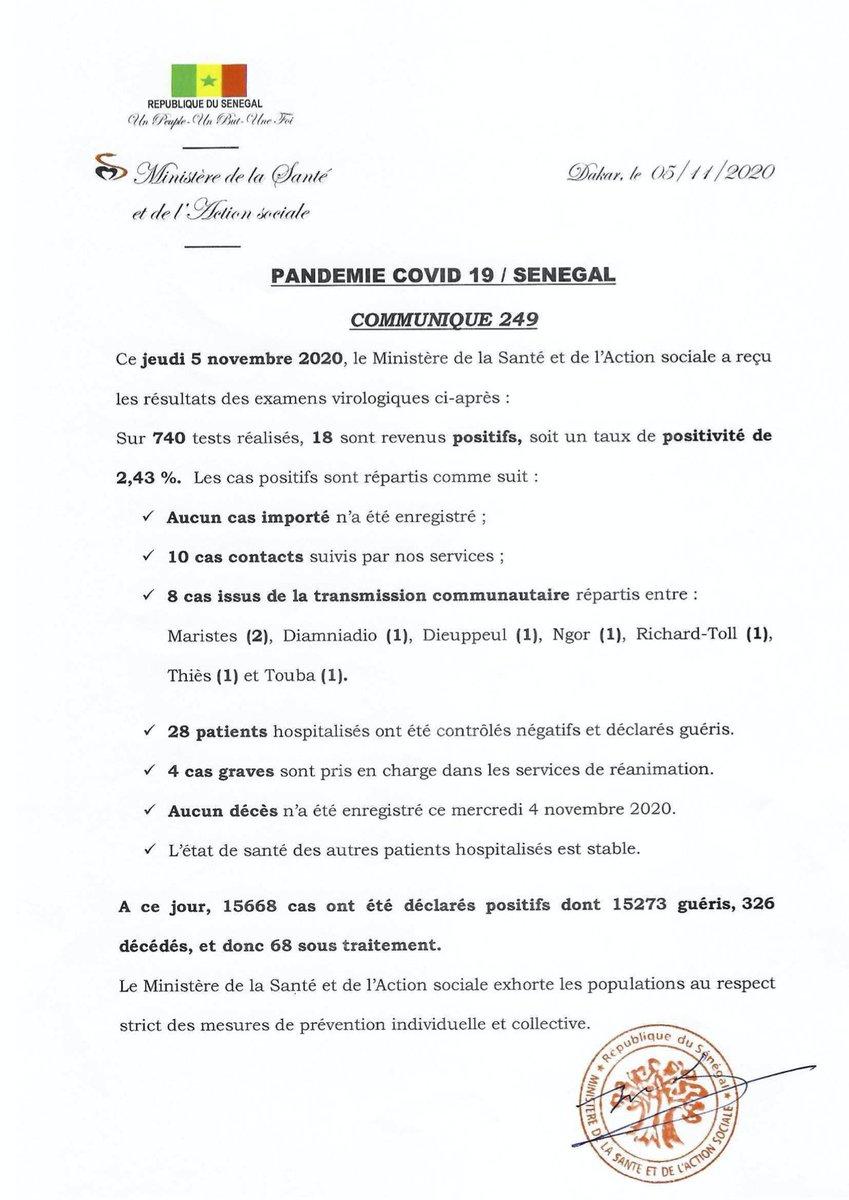 REPUBLIQUE DU SENEGAL
Un Peuple-Un But-Une Foi
Ministère de la Santé
et de l'Action sociale
Dakar, le 05/11/2020
PANDEMIE COVID 19 / SENEGAL
COMMUNIQUE 249
Ce jeudi 5 novembre 2020, le Ministère de la Santé et de l'Action sociale a reçu
les résultats des examens virologiques ci-après :
Sur 740 tests réalisés, 18 sont revenus positifs, soit un taux de positivité de
2,43 %. Les cas positifs sont répartis comme suit :
✓ Aucun cas importé n'a été enregistré ;
✓ 10 cas contacts suivis par nos services ;
✓ 8 cas issus de la transmission communautaire répartis entre :
Maristes (2), Diamniadio (1), Dieuppeul (1), Ngor (1), Richard-Toll (1),
Thiès (1) et Touba (1).
✓ 28 patients hospitalisés ont été contrôlés négatifs et déclarés guéris.
✓ 4 cas graves sont pris en charge dans les services de réanimation.
✓ Aucun décès n'a été enregistré ce mercredi 4 novembre 2020.
✓ L'état de santé des autres patients hospitalisés est stable.
A ce jour, 15668 cas ont été déclarés positifs dont 15273 guéris, 326
décédés, et donc 68 sous traitement.
Le Ministère de la Santé et de l'Action sociale exhorte les populations au respect
strict des mesures de prévention individuelle et collective.
★ République du Sénégal ★
MINISTERE DE LA SANTE ET DE L'ACTION SOCIALE